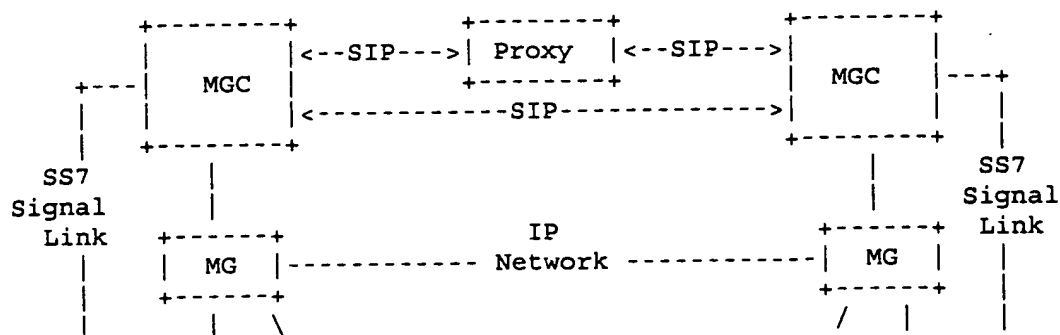 <--SIP---> Proxy <--SIP--->
MGC MGC
<--------------SIP-------------->
SS7 SS7
Signal Signal
Link IP Link
MG Network MG